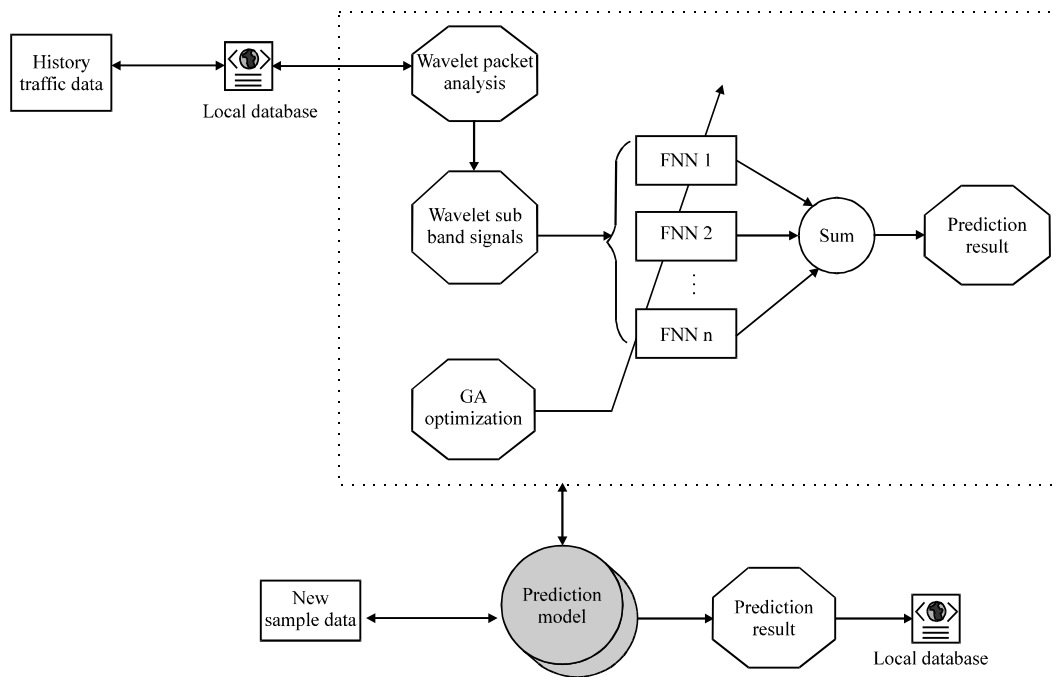 History
traffic data
Local database
Wavelet packet
analysis
Wavelet sub
band signals
FNN 1
FNN 2
⋮
FNN n
Sum
Prediction
result
GA
optimization
New
sample data
Prediction
model
Prediction
result
Local database